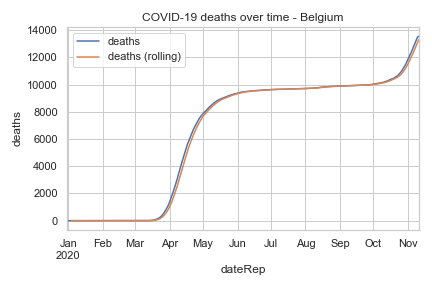 COVID-19 deaths over time - Belgium
deaths
deaths (rolling)
14000
12000
10000
8000
6000
4000
2000
0
deaths
Jan Feb Mar Apr May Jun Jul Aug Sep Oct Nov
2020
dateRep